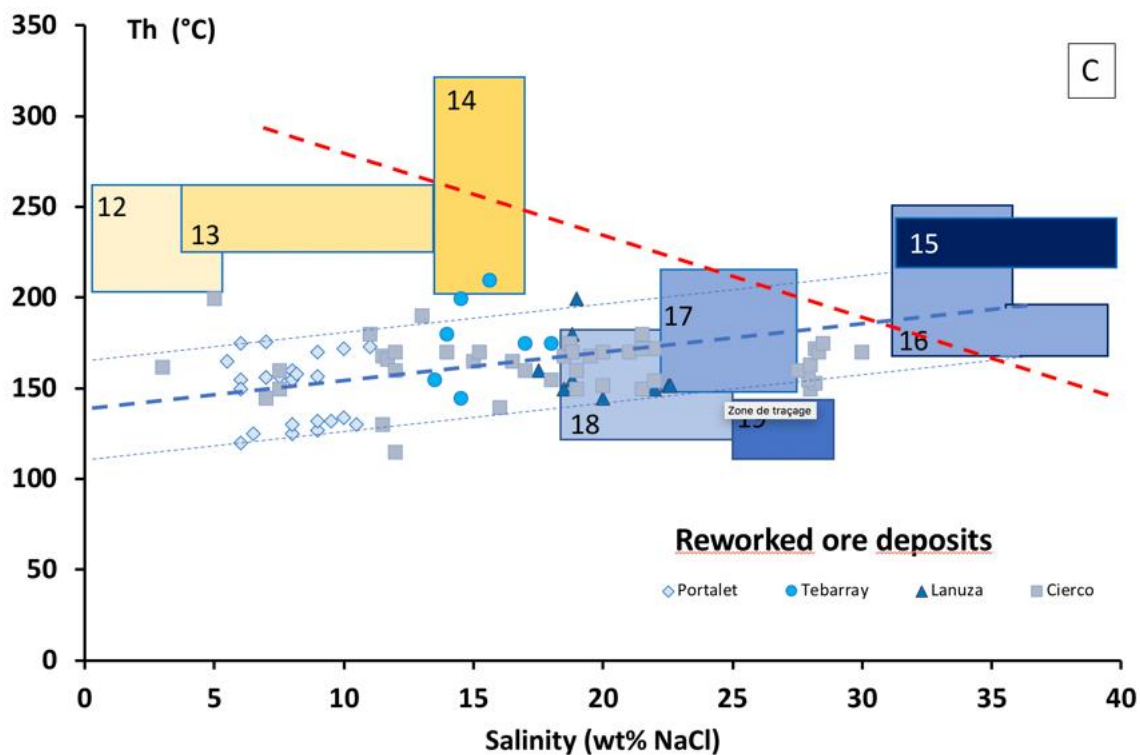 350
Th (°C)
C
300
14
250
12
13
15
200
17
16
150
Zone de traçage
18
19
100
Reworked ore deposits
50
Portalet Tebarray Lanuza Cierco
0
0 5 10 15 20 25 30 35 40
Salinity (wt% NaCl)